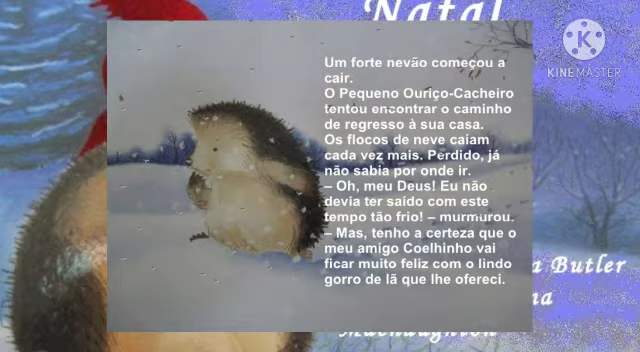 Natal
KINEMASTER
Um forte nevão começou a
cair.
O Pequeno Ouriço-Cacheiro
tentou encontrar o caminho
de regresso à sua casa.
Os flocos de neve caíam
cada vez mais. Perdido, já
não sabia por onde ir.
– Oh, meu Deus! Eu não
devia ter saído com este
tempo tão frio! – murmurou.
– Mas, tenho a certeza que o
meu amigo Coelhinho vai
ficar muito feliz com o lindo
gorro de lã que lhe ofereci.
Butler